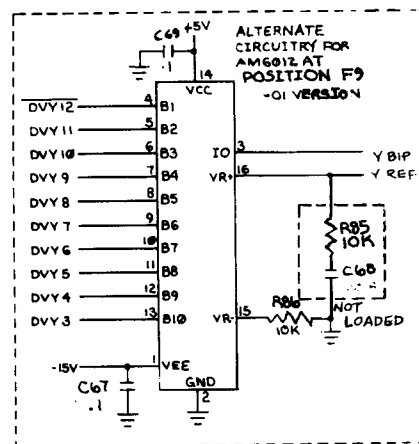 +5V
C69
.1
ALTERNATE
CIRCUITRY FOR
AM6012 AT
POSITION F9
-01 VERSION
14
VCC
DVY12 4 B1
DVY11 5 B2
DVY10 6 B3
DVY9 7 B4
DVY8 8 B5
DVY7 9 B6
DVY6 10 B7
DVY5 11 B8
DVY4 12 B9
DVY3 13 B10
IO 3 Y BIP
VR+ 16 Y REF
R85
10K
C68
NOT
LOADED
VR- 15 R86
10K
-15V 1 VEE
GND
2
C67
.1